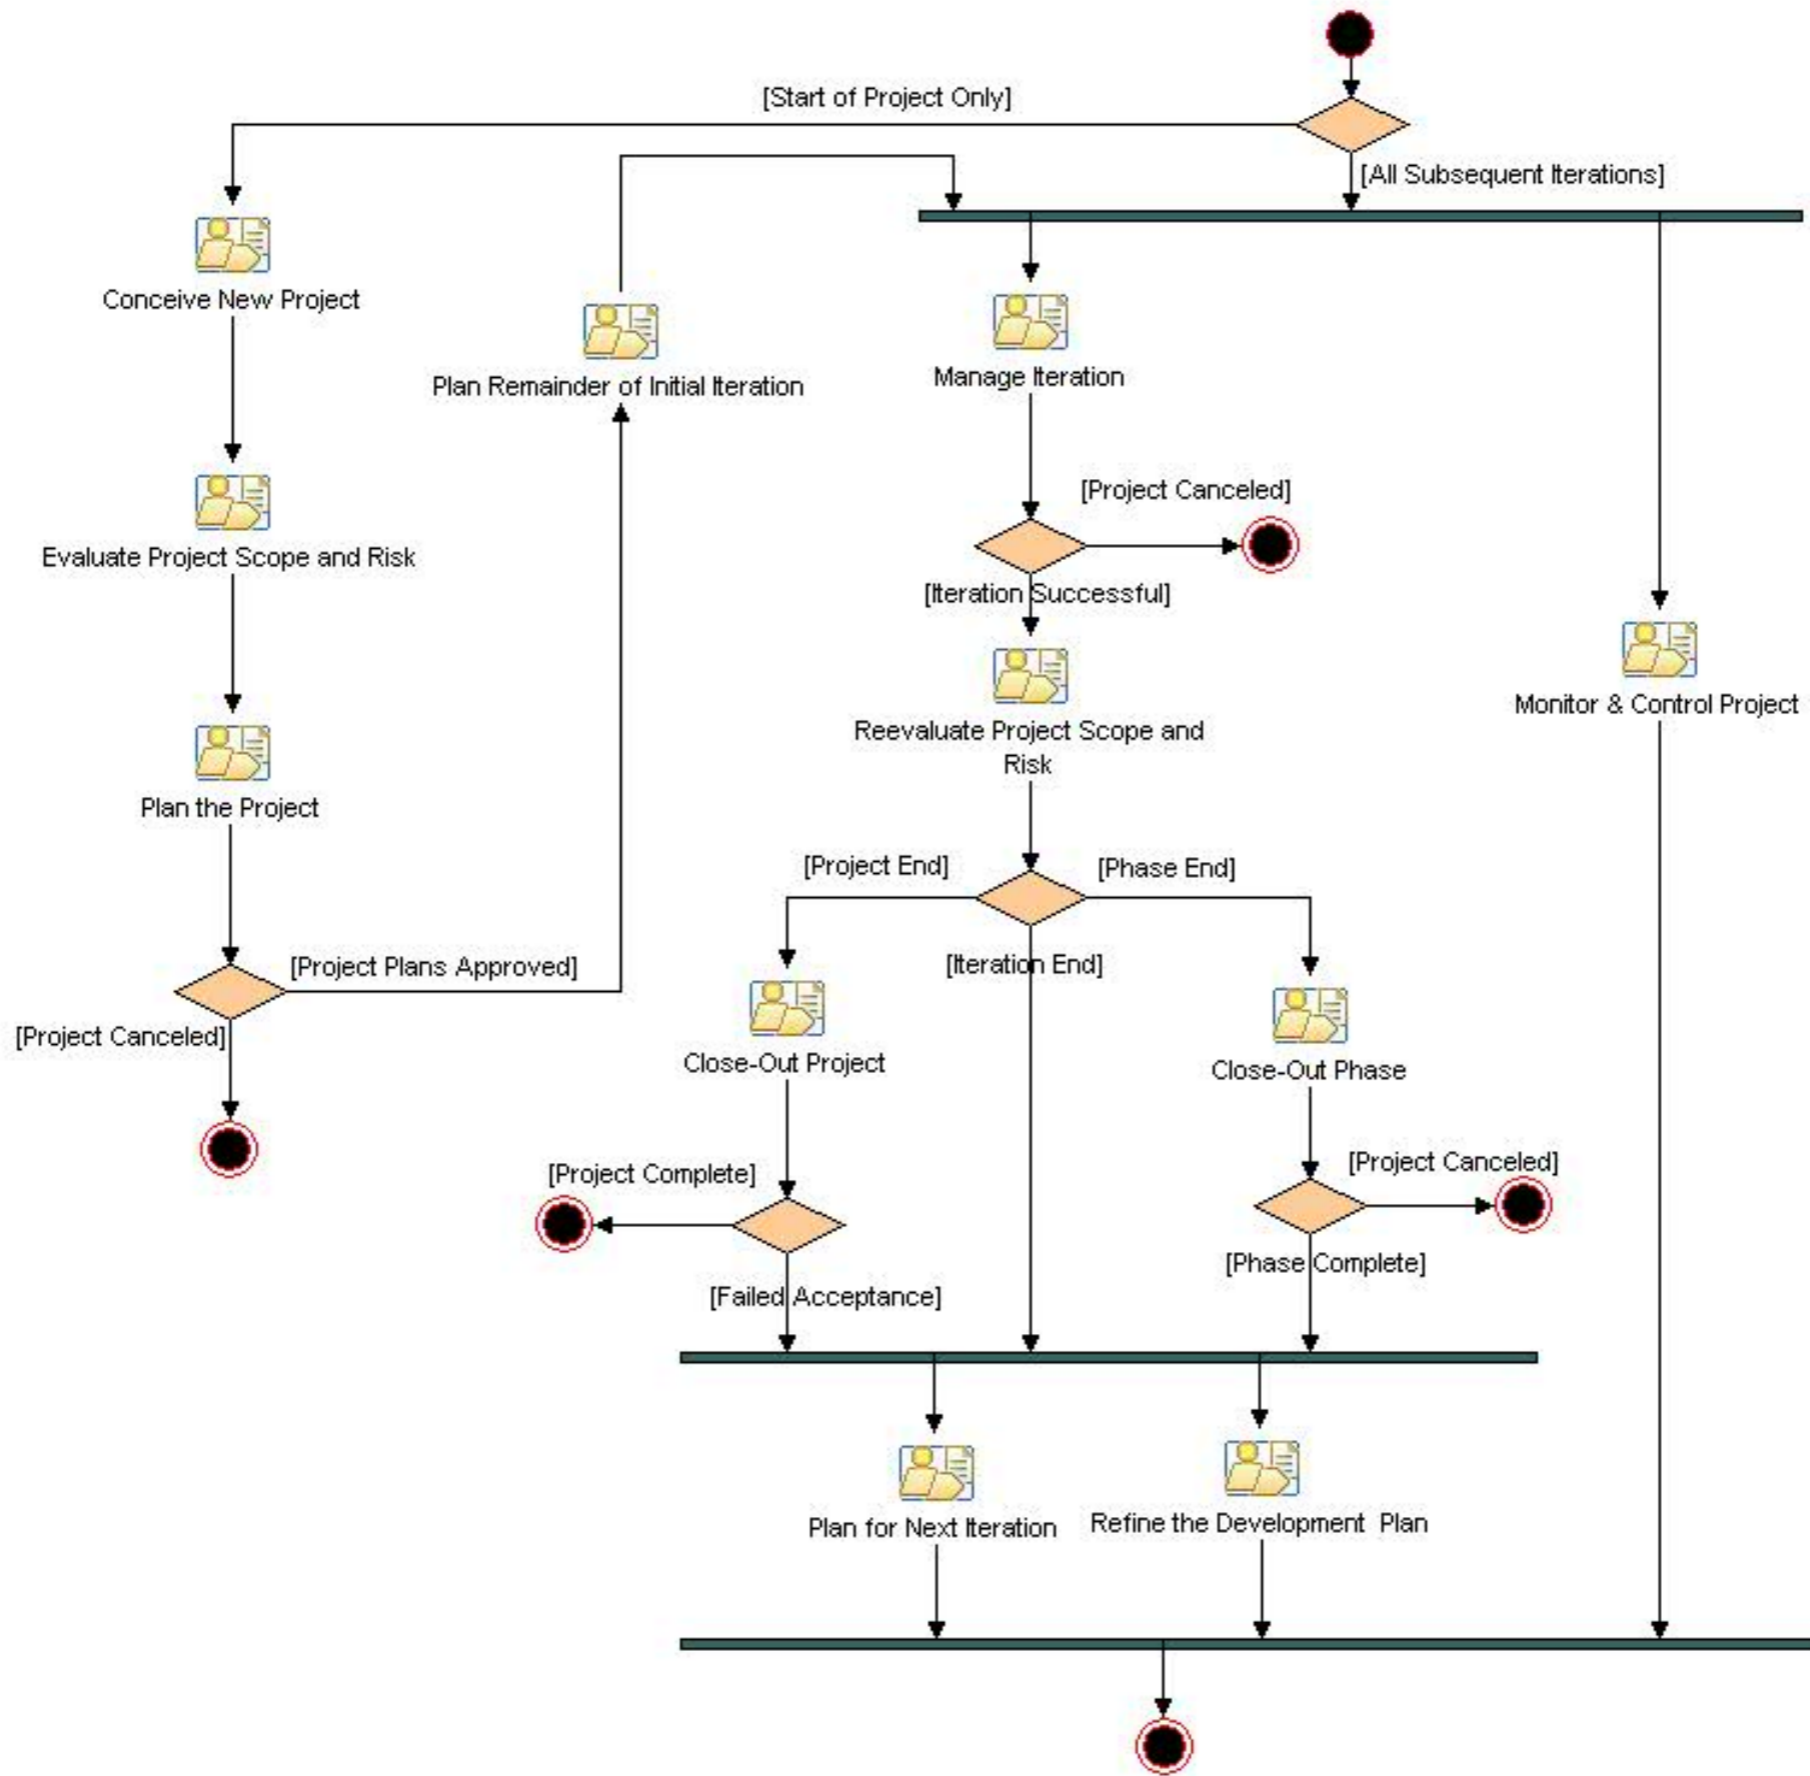 [Start of Project Only]
[All Subsequent Iterations]
Conceive New Project
Plan Remainder of Initial Iteration
Manage Iteration
[Project Canceled]
Evaluate Project Scope and Risk
[Iteration Successful]
Monitor & Control Project
Reevaluate Project Scope and
Risk
Plan the Project
[Project End]
[Phase End]
[Project Plans Approved]
[Iteration End]
[Project Canceled]
Close-Out Project
Close-Out Phase
[Project Complete]
[Project Canceled]
[Phase Complete]
[Failed Acceptance]
Plan for Next Iteration
Refine the Development  Plan